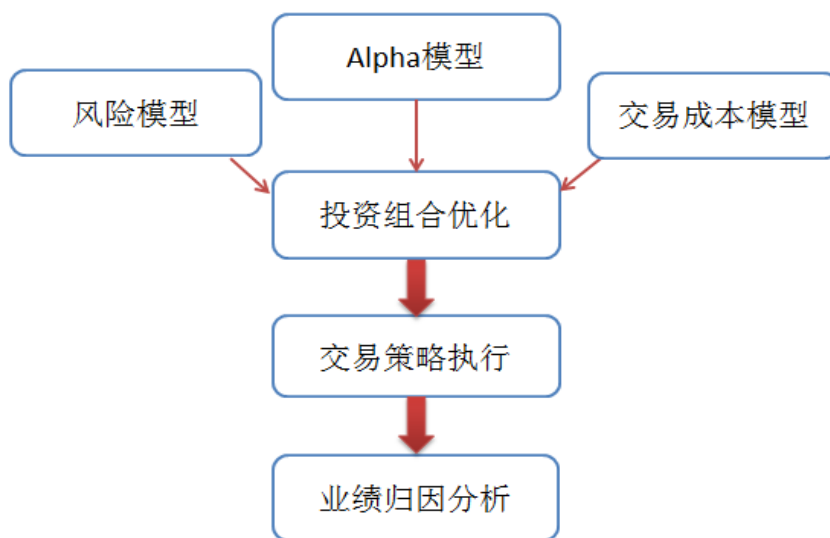 Alpha模型
风险模型
交易成本模型
投资组合优化
交易策略执行
业绩归因分析